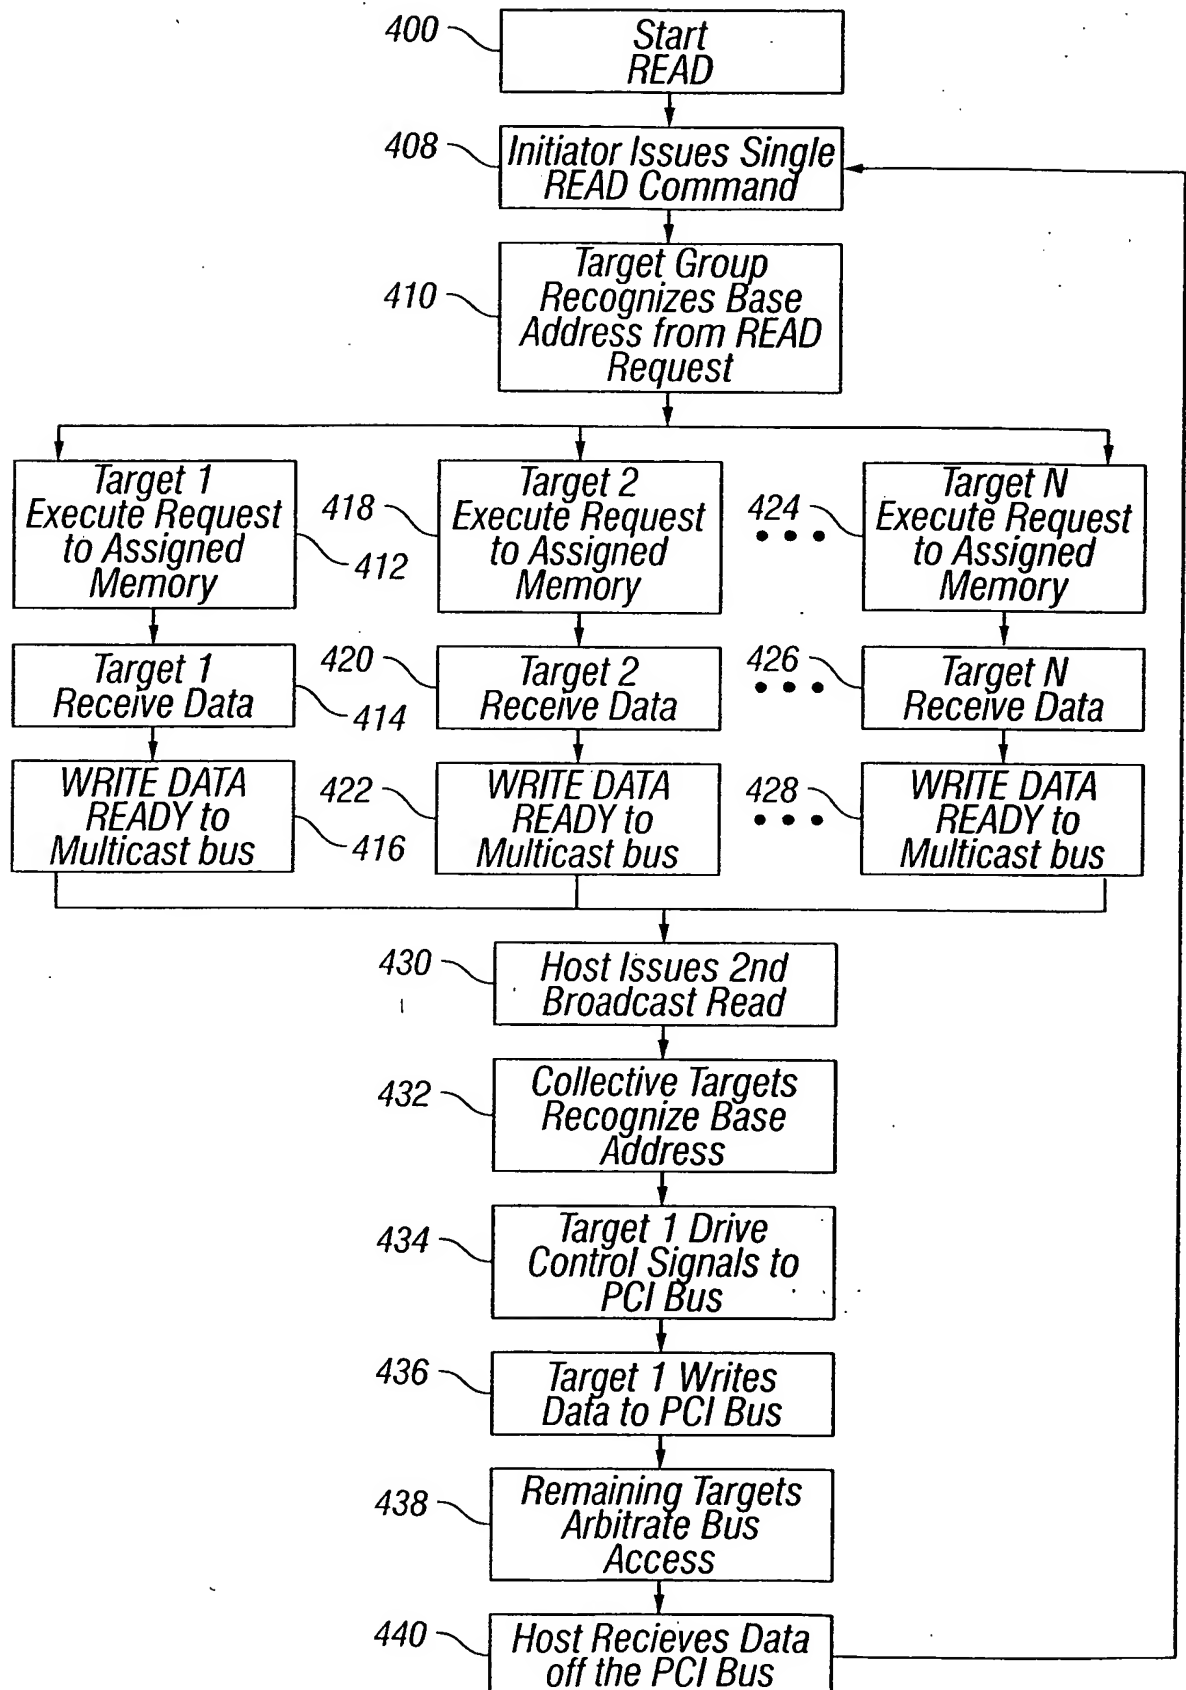 400
Start
READ
408
Initiator Issues Single
READ Command
410
Target Group
Recognizes Base
Address from READ
Request
Target 1
Execute Request
to Assigned
Memory
412
418
Target 2
Execute Request
to Assigned
Memory
424
Target N
Execute Request
to Assigned
Memory
Target 1
Receive Data
414
420
Target 2
Receive Data
426
Target N
Receive Data
WRITE DATA
READY to
Multicast bus
416
422
WRITE DATA
READY to
Multicast bus
428
WRITE DATA
READY to
Multicast bus
430
Host Issues 2nd
Broadcast Read
432
Collective Targets
Recognize Base
Address
434
Target 1 Drive
Control Signals to
PCI Bus
436
Target 1 Writes
Data to PCI Bus
438
Remaining Targets
Arbitrate Bus
Access
440
Host Recieves Data
off the PCI Bus